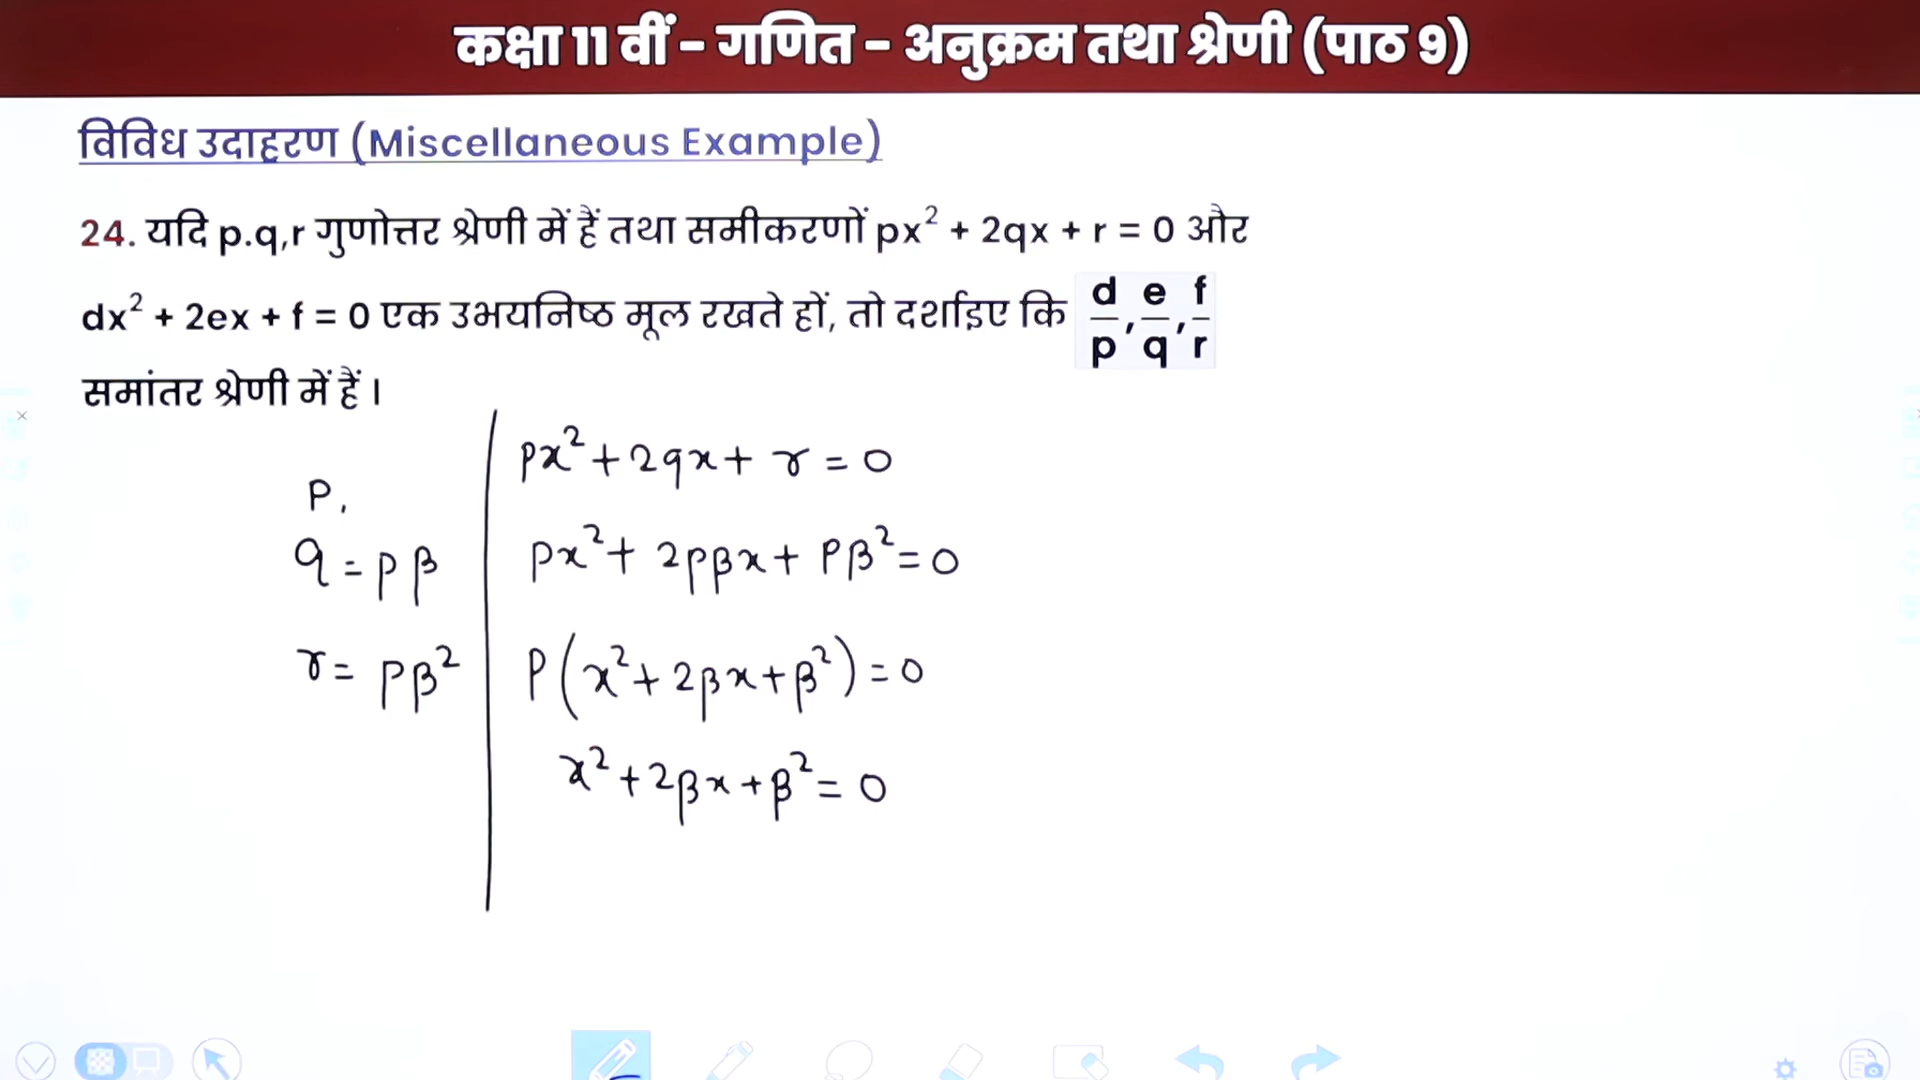 कक्षा 11 वीं – गणित – अनुक्रम तथा श्रेणी (पाठ 9)
विविध उदाहरण (Miscellaneous Example)
24. यदि p.q,r गुणोत्तर श्रेणी में हैं तथा समीकरणों px² + 2qx + r = 0 और
dx² + 2ex + f = 0 एक उभयनिष्ठ मूल रखते हों, तो दर्शाइए कि d/p, e/q, f/r
समांतर श्रेणी में हैं ।
P,
q = pβ
r = pβ²
px² + 2qx + r = 0
px² + 2pβx + pβ² = 0
P(x² + 2βx + β²) = 0
x² + 2βx + β² = 0